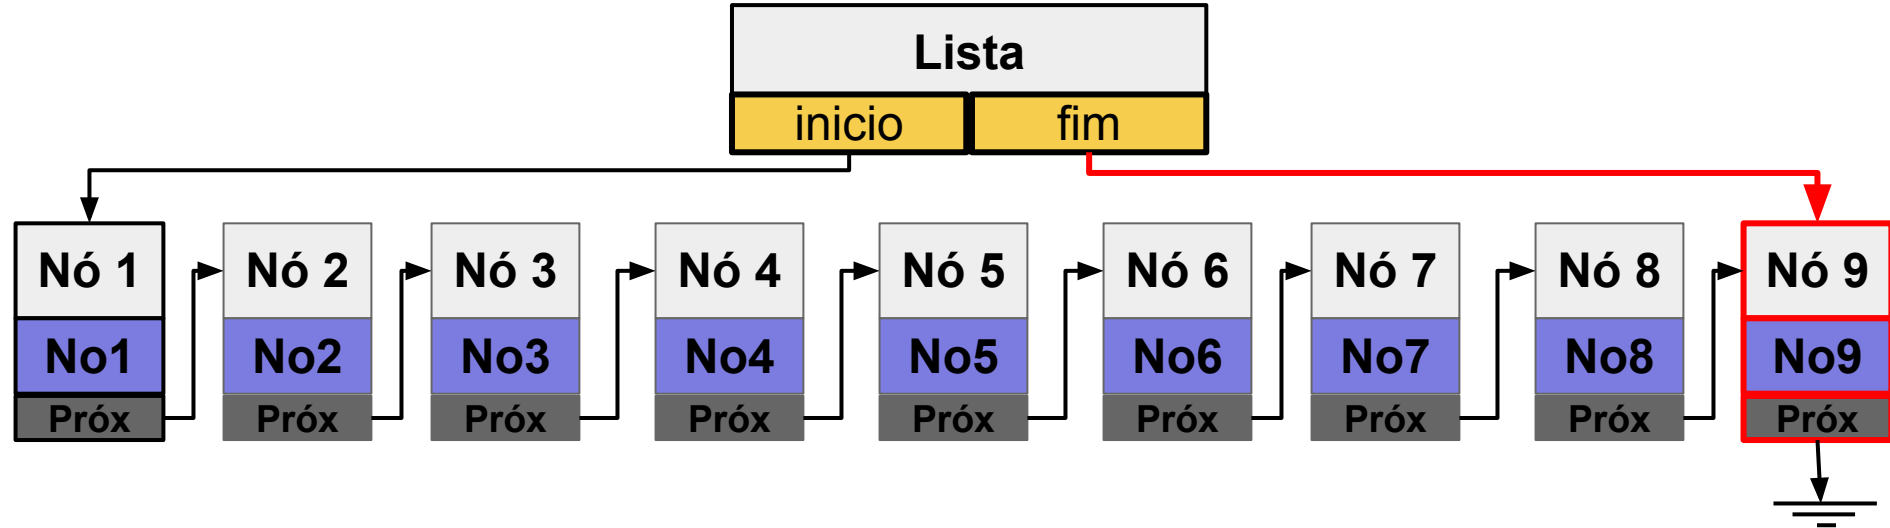 Lista
inicio fim
Nó 1 Nó 2 Nó 3 Nó 4 Nó 5 Nó 6 Nó 7 Nó 8 Nó 9
No1 No2 No3 No4 No5 No6 No7 No8 No9
Próx Próx Próx Próx Próx Próx Próx Próx Próx